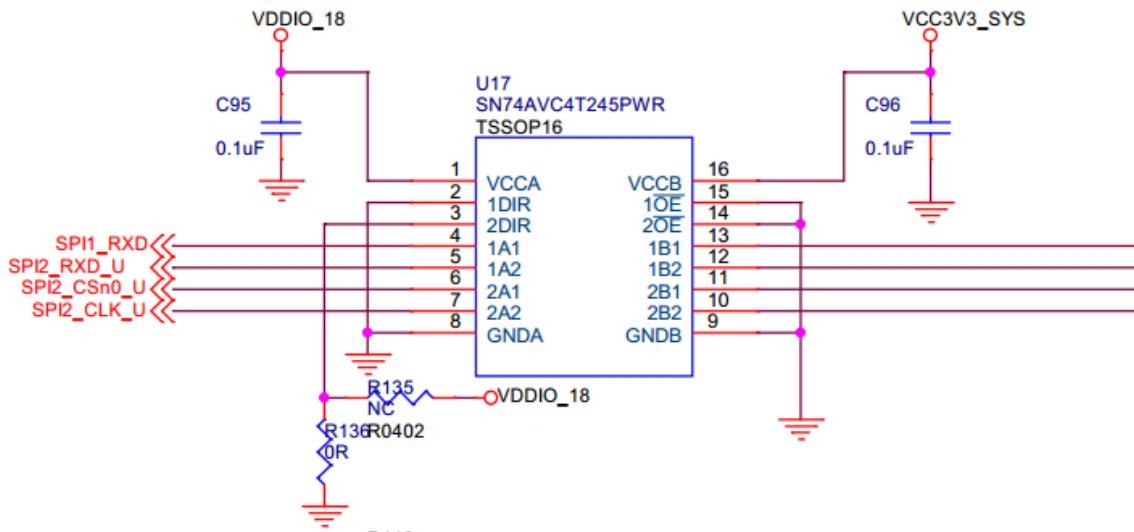 VDDIO_18
VCC3V3_SYS
U17
SN74AVC4T245PWR
TSSOP16
C95
0.1uF
C96
0.1uF
1 VCCA VCCB 16
2 1DIR 1OE 15
3 2DIR 2OE 14
SPI1_RXD 4 1A1 1B1 13
SPI2_RXD_U 5 1A2 1B2 12
SPI2_CSn0_U 6 2A1 2B1 11
SPI2_CLK_U 7 2A2 2B2 10
8 GNDA GNDB 9
R135
NC
R0402
VDDIO_18
R136
0R